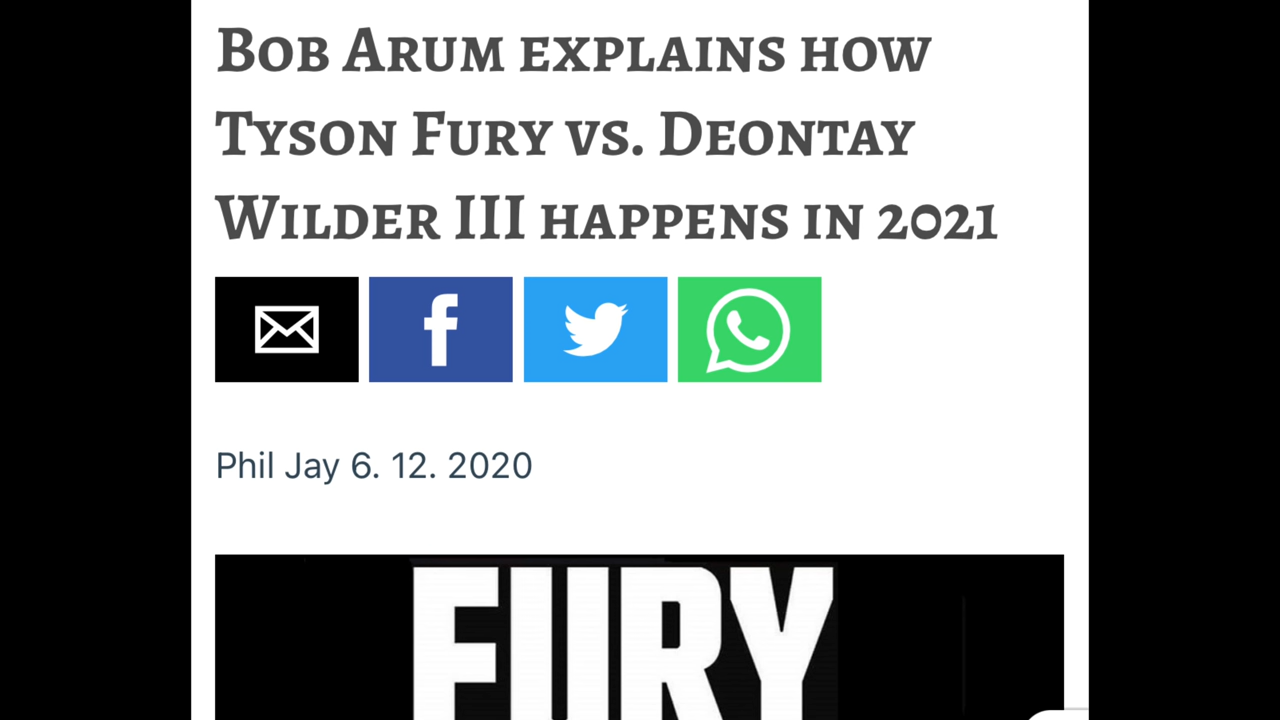 Bob Arum explains how
Tyson Fury vs. Deontay
Wilder III happens in 2021
Phil Jay 6. 12. 2020
FURY